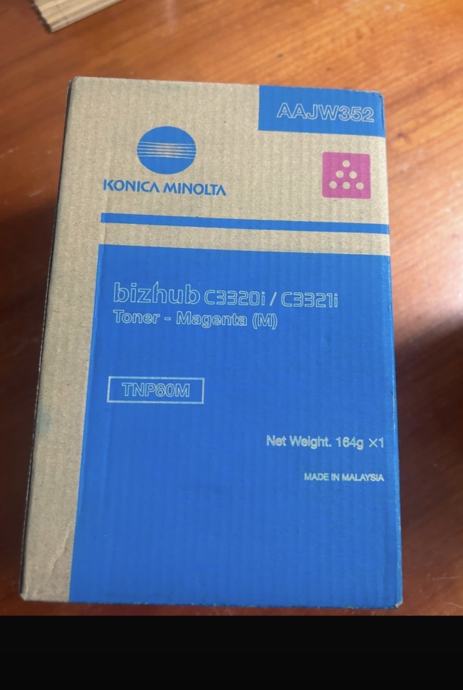 AAJW352
KONICA MINOLTA
bizhub C3320i / C3321i
Toner - Magenta (M)
TNP80M
Net Weight. 164g ×1
MADE IN MALAYSIA